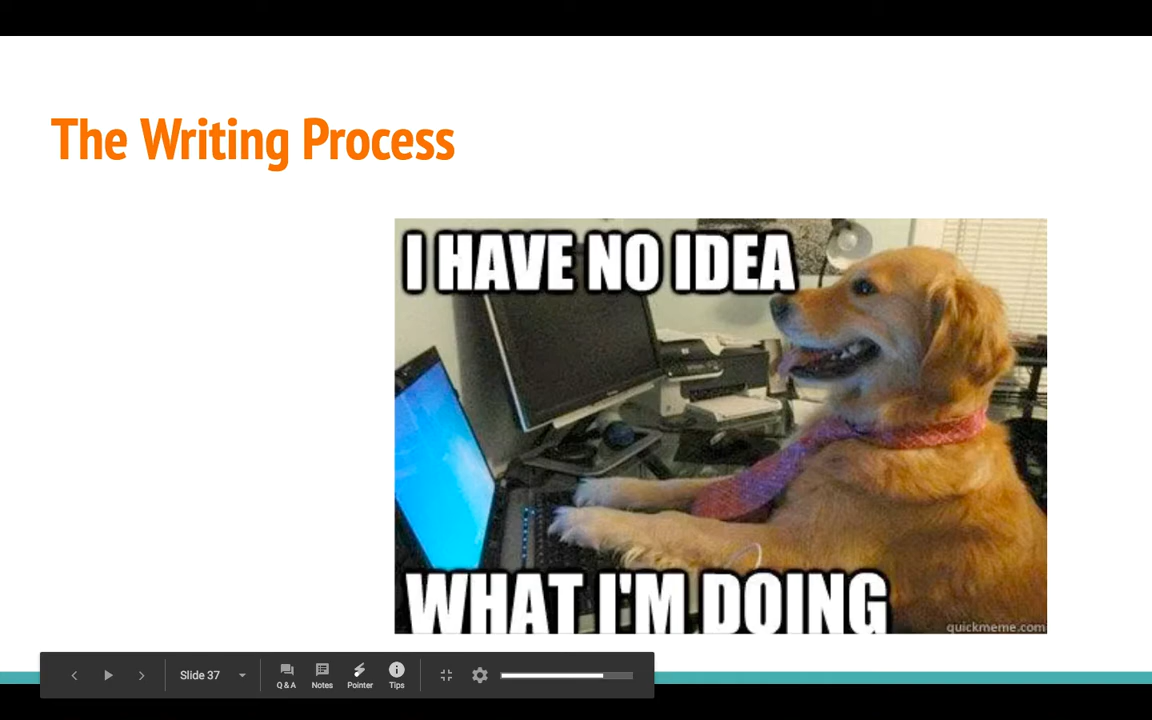 The Writing Process
I HAVE NO IDEA
WHAT I'M DOING
quickmeme.com
Slide 37
Q & A
Notes
Pointer
Tips